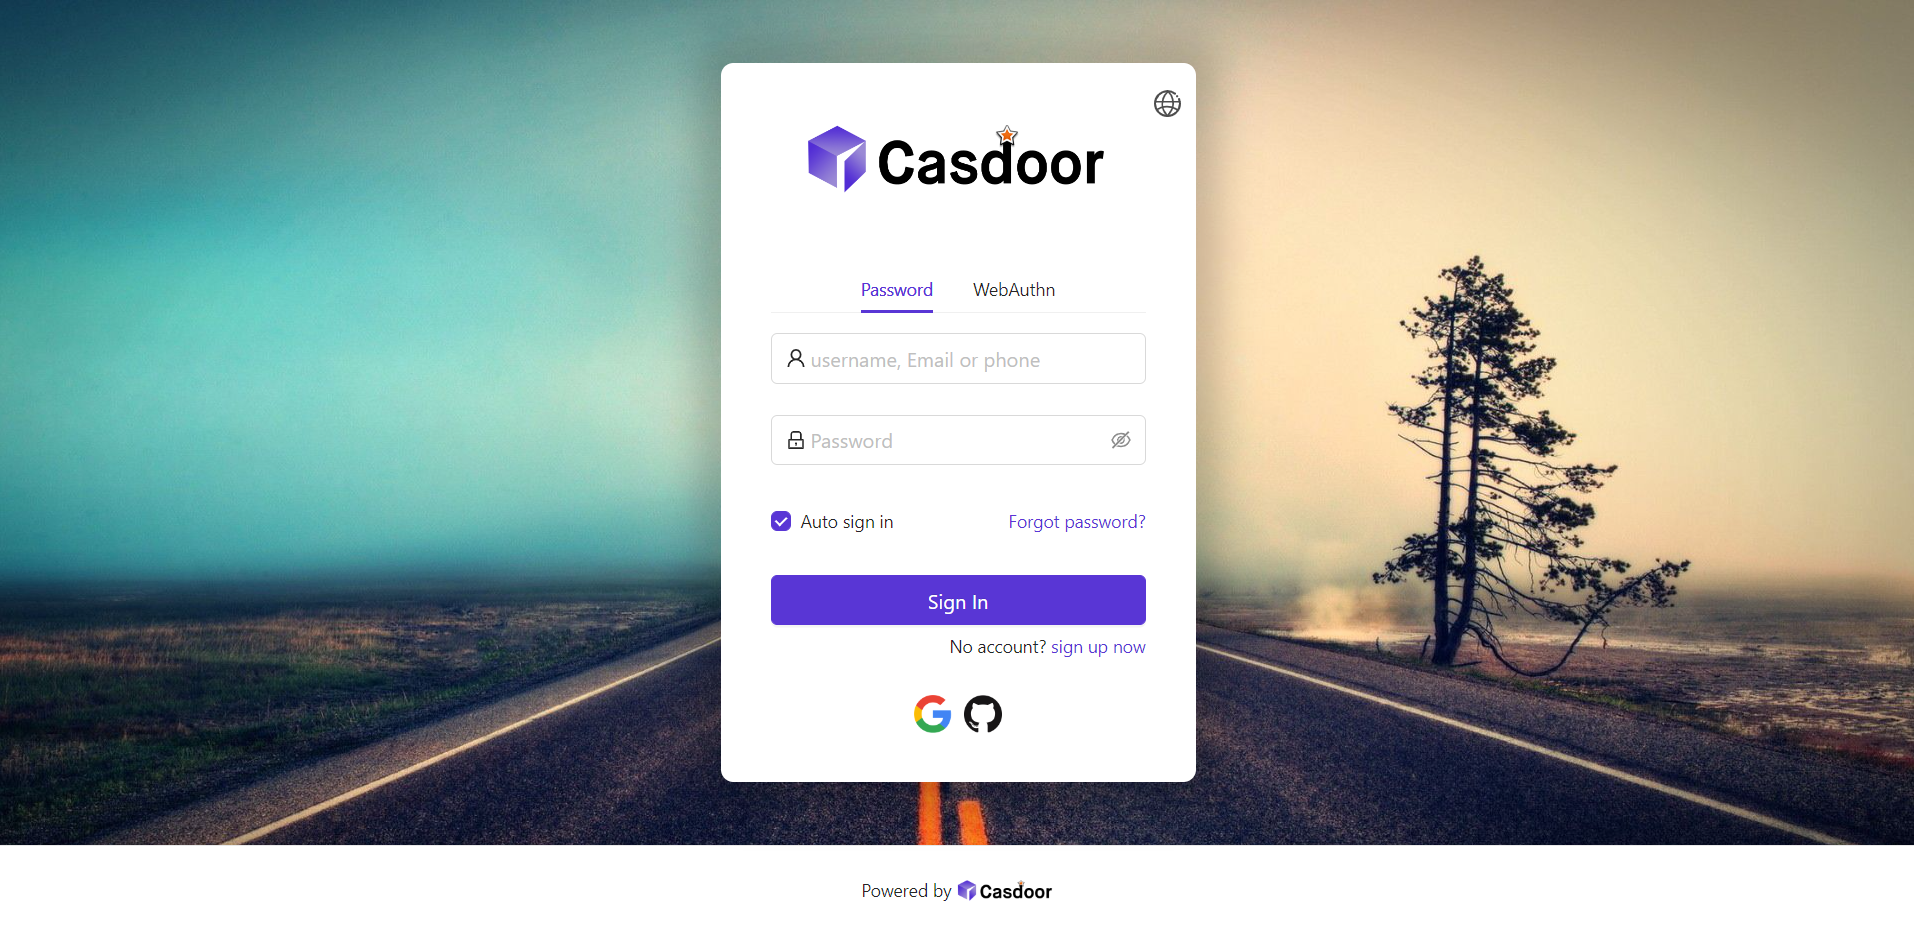 Casdoor
Password WebAuthn
username, Email or phone
Password
Auto sign in Forgot password?
Sign In
No account? sign up now
Powered by Casdoor